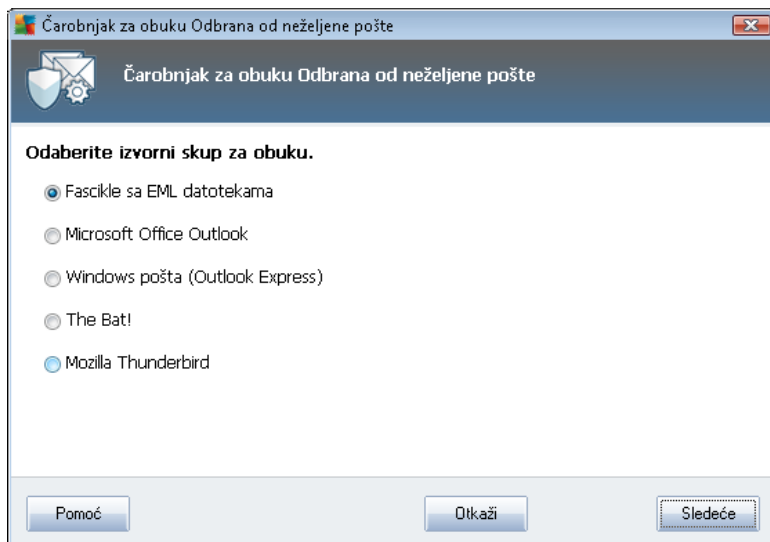 Čarobnjak za obuku Odbrana od neželjene pošte
Čarobnjak za obuku Odbrana od neželjene pošte
Odaberite izvorni skup za obuku.
Fascikle sa EML datotekama
Microsoft Office Outlook
Windows pošta (Outlook Express)
The Bat!
Mozilla Thunderbird
Pomoć
Otkaži
Sledeće